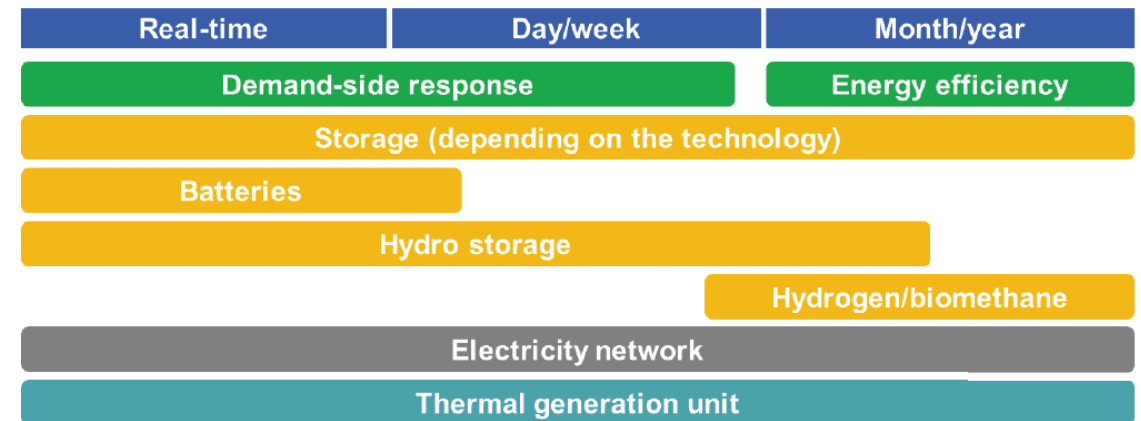 Real-time Day/week Month/year
Demand-side response Energy efficiency
Storage (depending on the technology)
Batteries
Hydro storage
Hydrogen/biomethane
Electricity network
Thermal generation unit